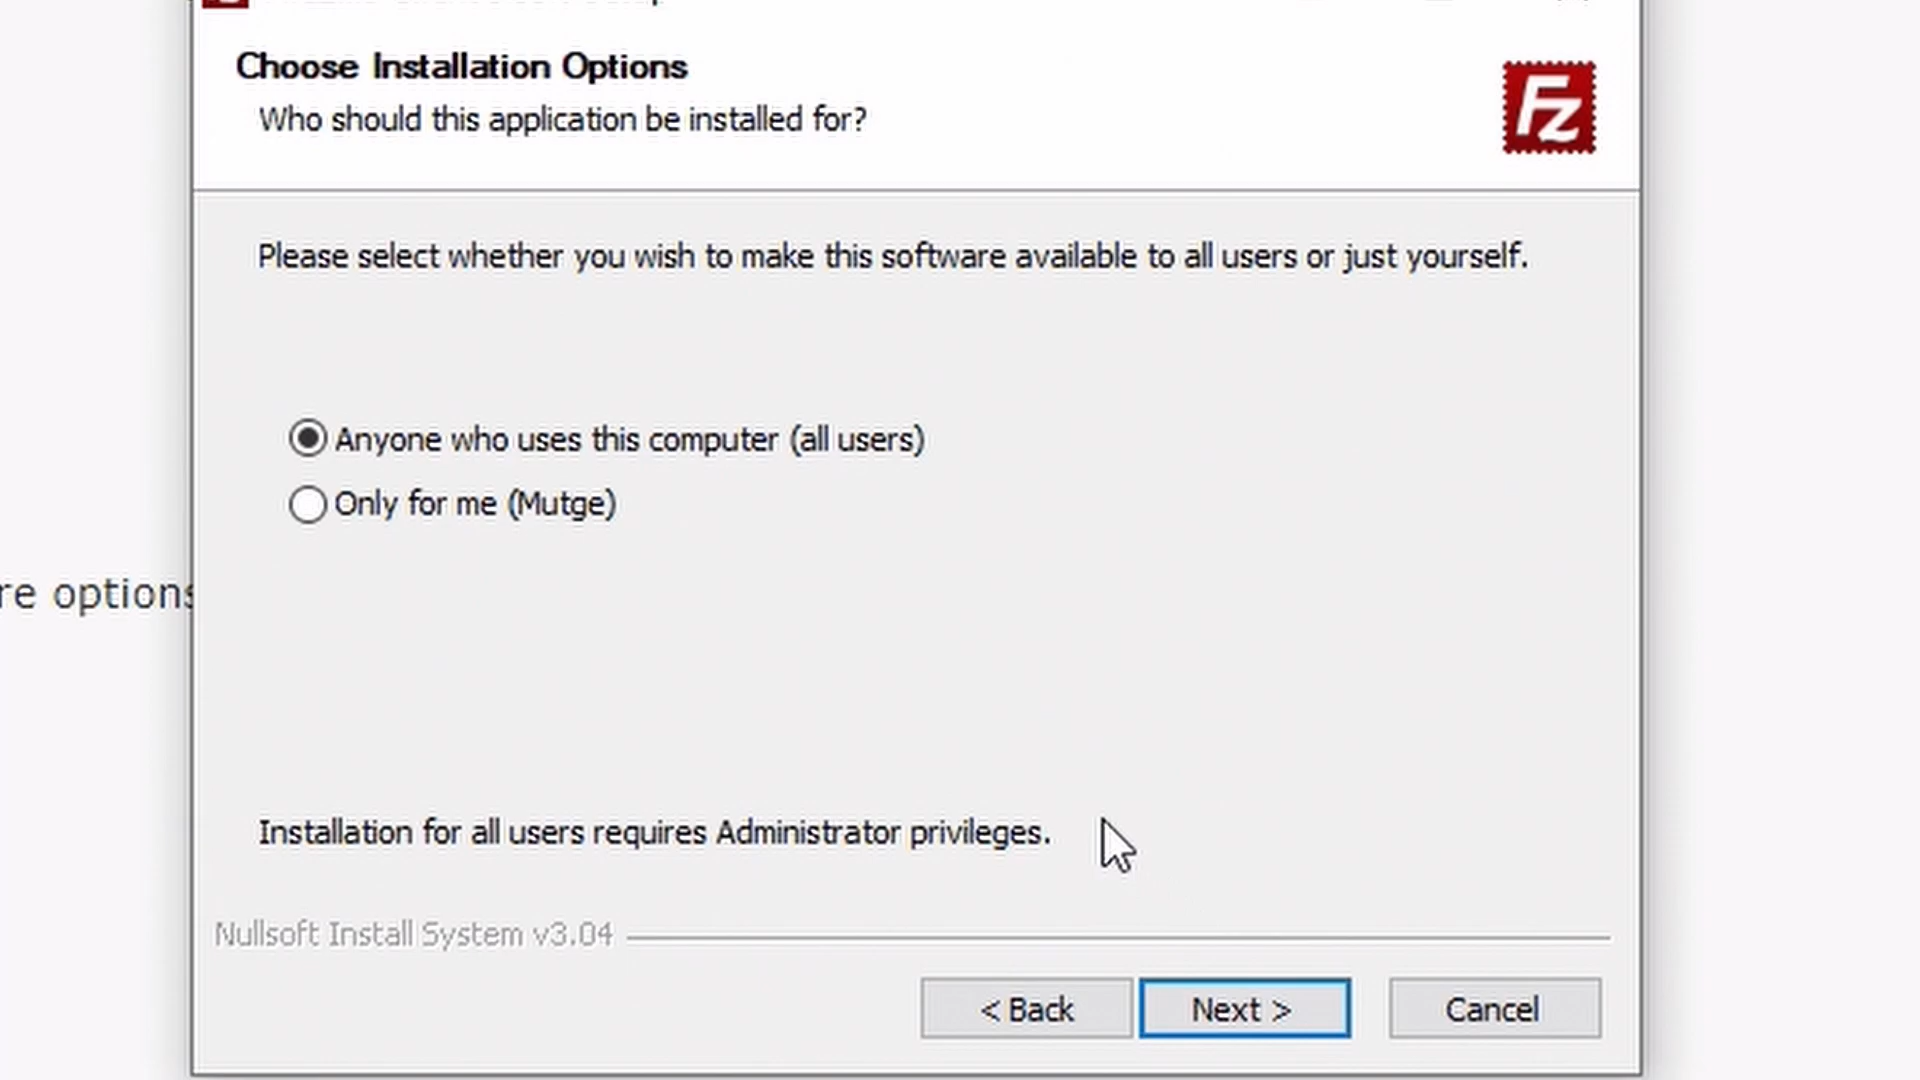 Choose Installation Options
Who should this application be installed for?
Fz
Please select whether you wish to make this software available to all users or just yourself.
Anyone who uses this computer (all users)
Only for me (Mutge)
re options
Installation for all users requires Administrator privileges.
Nullsoft Install System v3.04
< Back
Next >
Cancel